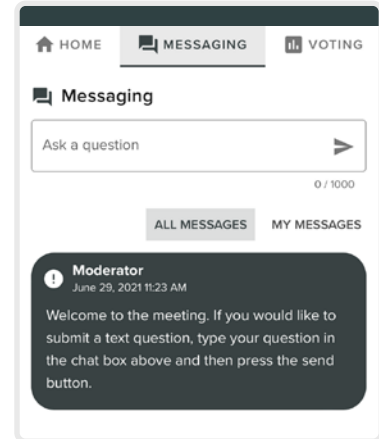 HOME MESSAGING VOTING
Messaging
Ask a question
0 / 1000
ALL MESSAGES MY MESSAGES
Moderator
June 29, 2021 11:23 AM
Welcome to the meeting. If you would like to
submit a text question, type your question in
the chat box above and then press the send
button.